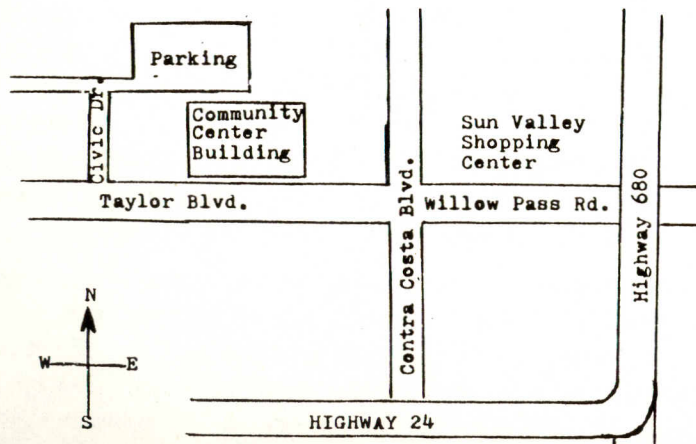 Parking
Civic Dr.
Community
Center
Building
Sun Valley
Shopping
Center
Taylor Blvd.
Willow Pass Rd.
Contra Costa Blvd.
Highway 680
N
W
E
S
HIGHWAY 24